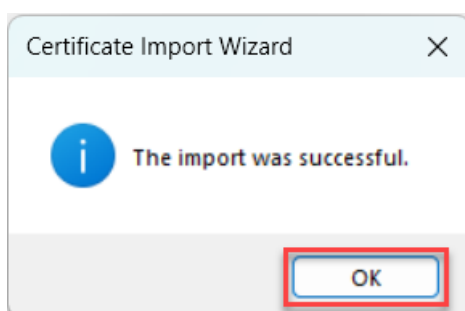 Certificate Import Wizard
The import was successful.
OK